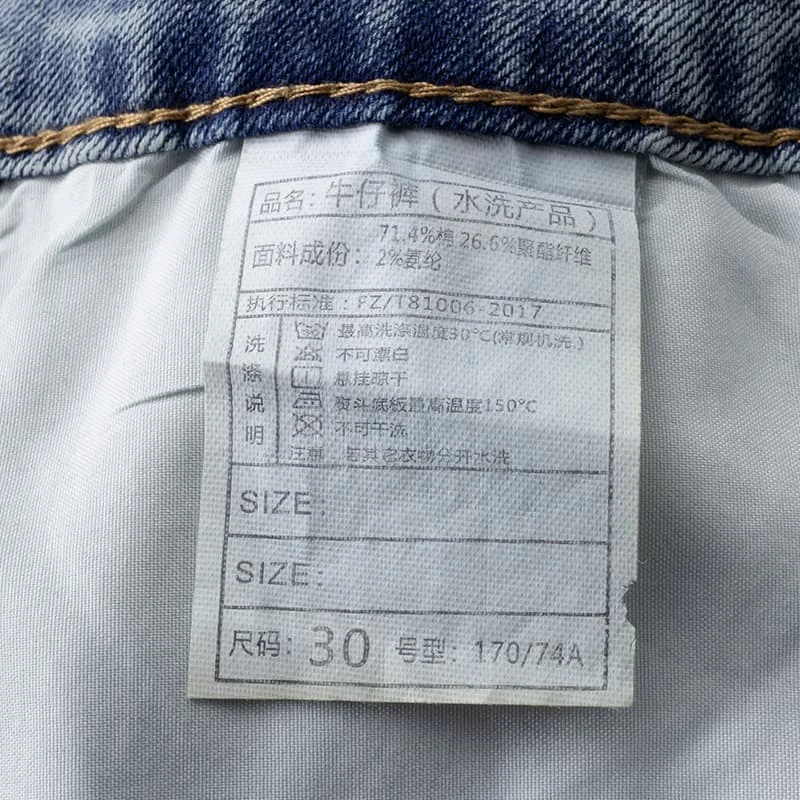 品名: 牛仔裤（水洗产品）
面料成份: 71.4%棉 26.6%聚酯纤维
2%氨纶
执行标准: FZ/T81006-2017
洗涤说明
最高洗涤温度30℃(常规机洗)
不可漂白
悬挂晾干
熨斗底板最高温度150℃
不可干洗
注意 与其它衣物分开水洗
SIZE:
SIZE:
尺码: 30 号型: 170/74A